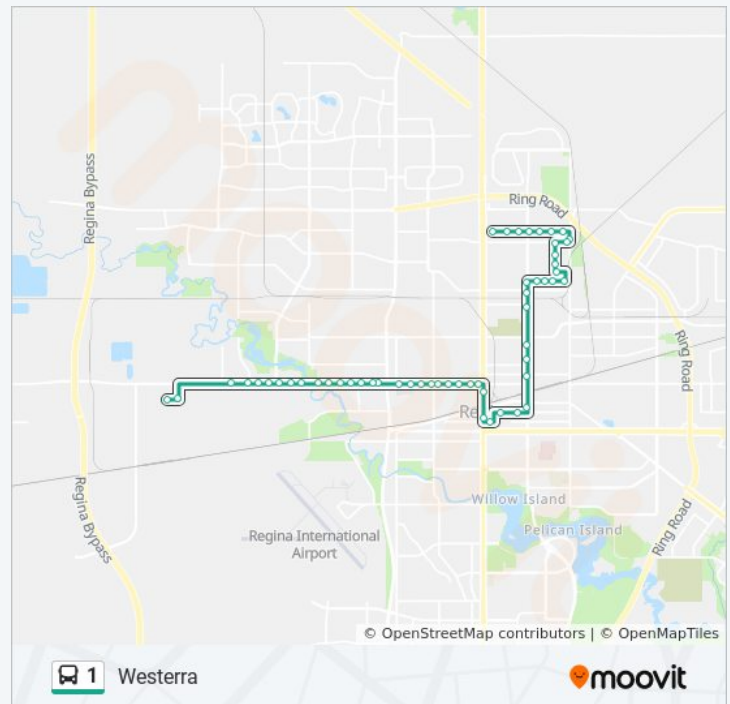 Ring Road
Regina Bypass
Ring Road
Re
Willow Island
Pelican Island
Regina Bypass
Regina International
Airport
Ring Road
© OpenStreetMap contributors | © OpenMapTiles
1 Westerra
moovit